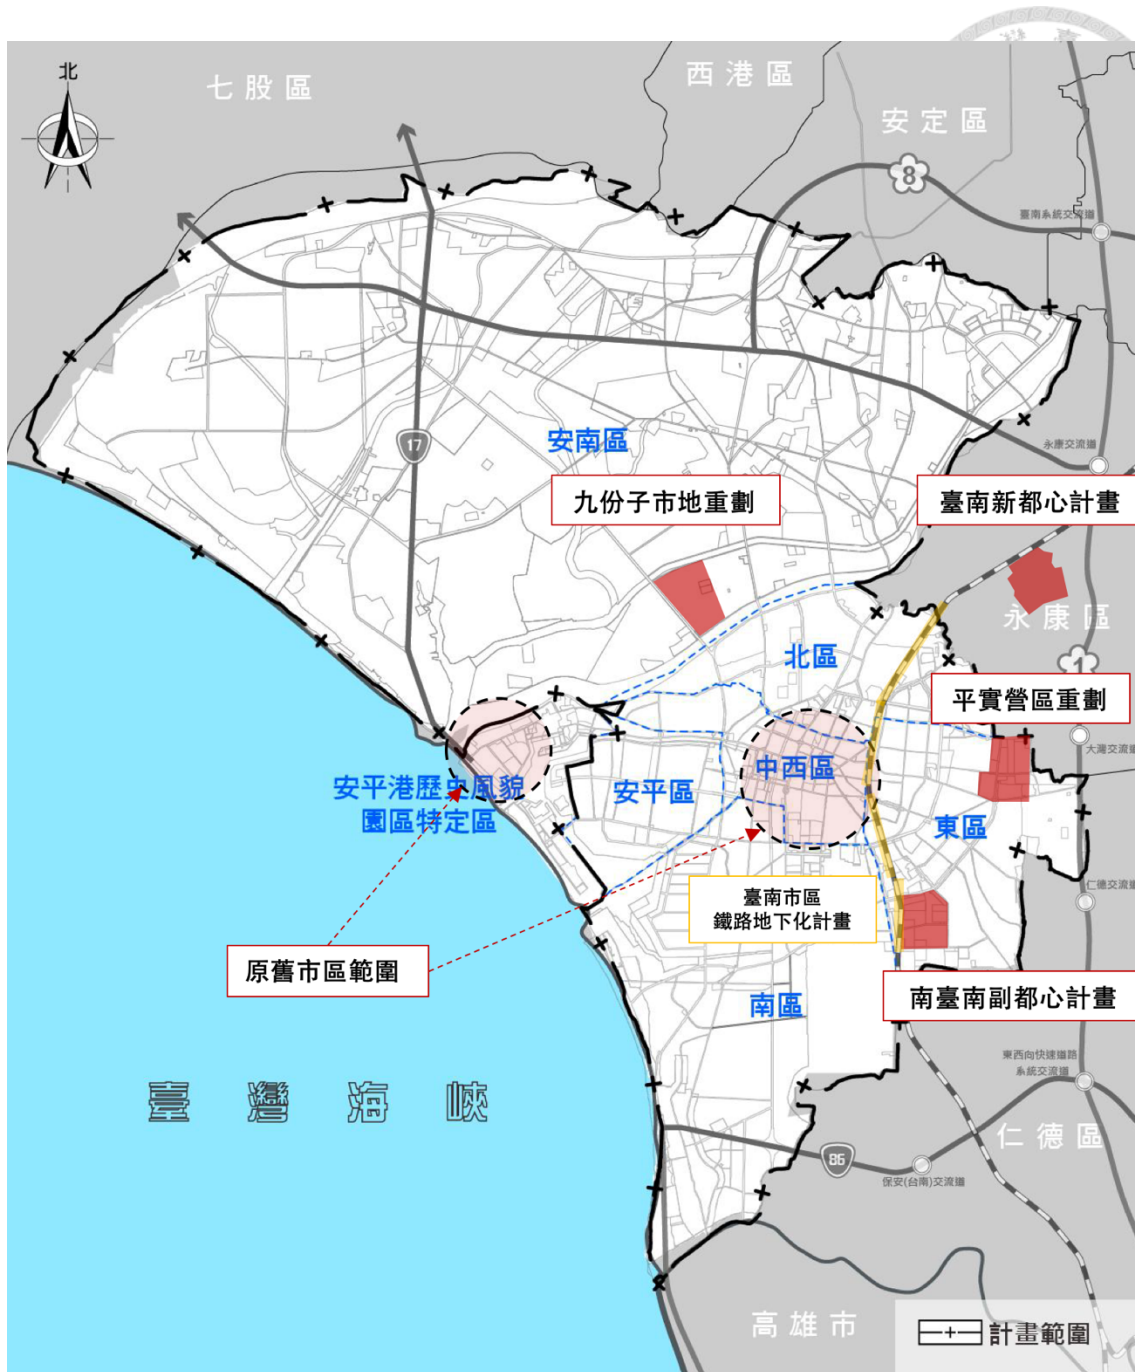 北
七股區
西港區
安定區
8
臺南系統交流道
17
安南區
永康交流道
九份子市地重劃
臺南新都心計畫
永康區
北區
1
平實營區重劃
大灣交流道
中西區
安平區
安平港歷史風貌
園區特定區
東區
臺南市區
鐵路地下化計畫
仁德交流道
原舊市區範圍
南區
南臺南副都心計畫
東西向快速道路
系統交流道
臺灣海峽
仁德區
86
保安(台南)交流道
高雄市
計畫範圍